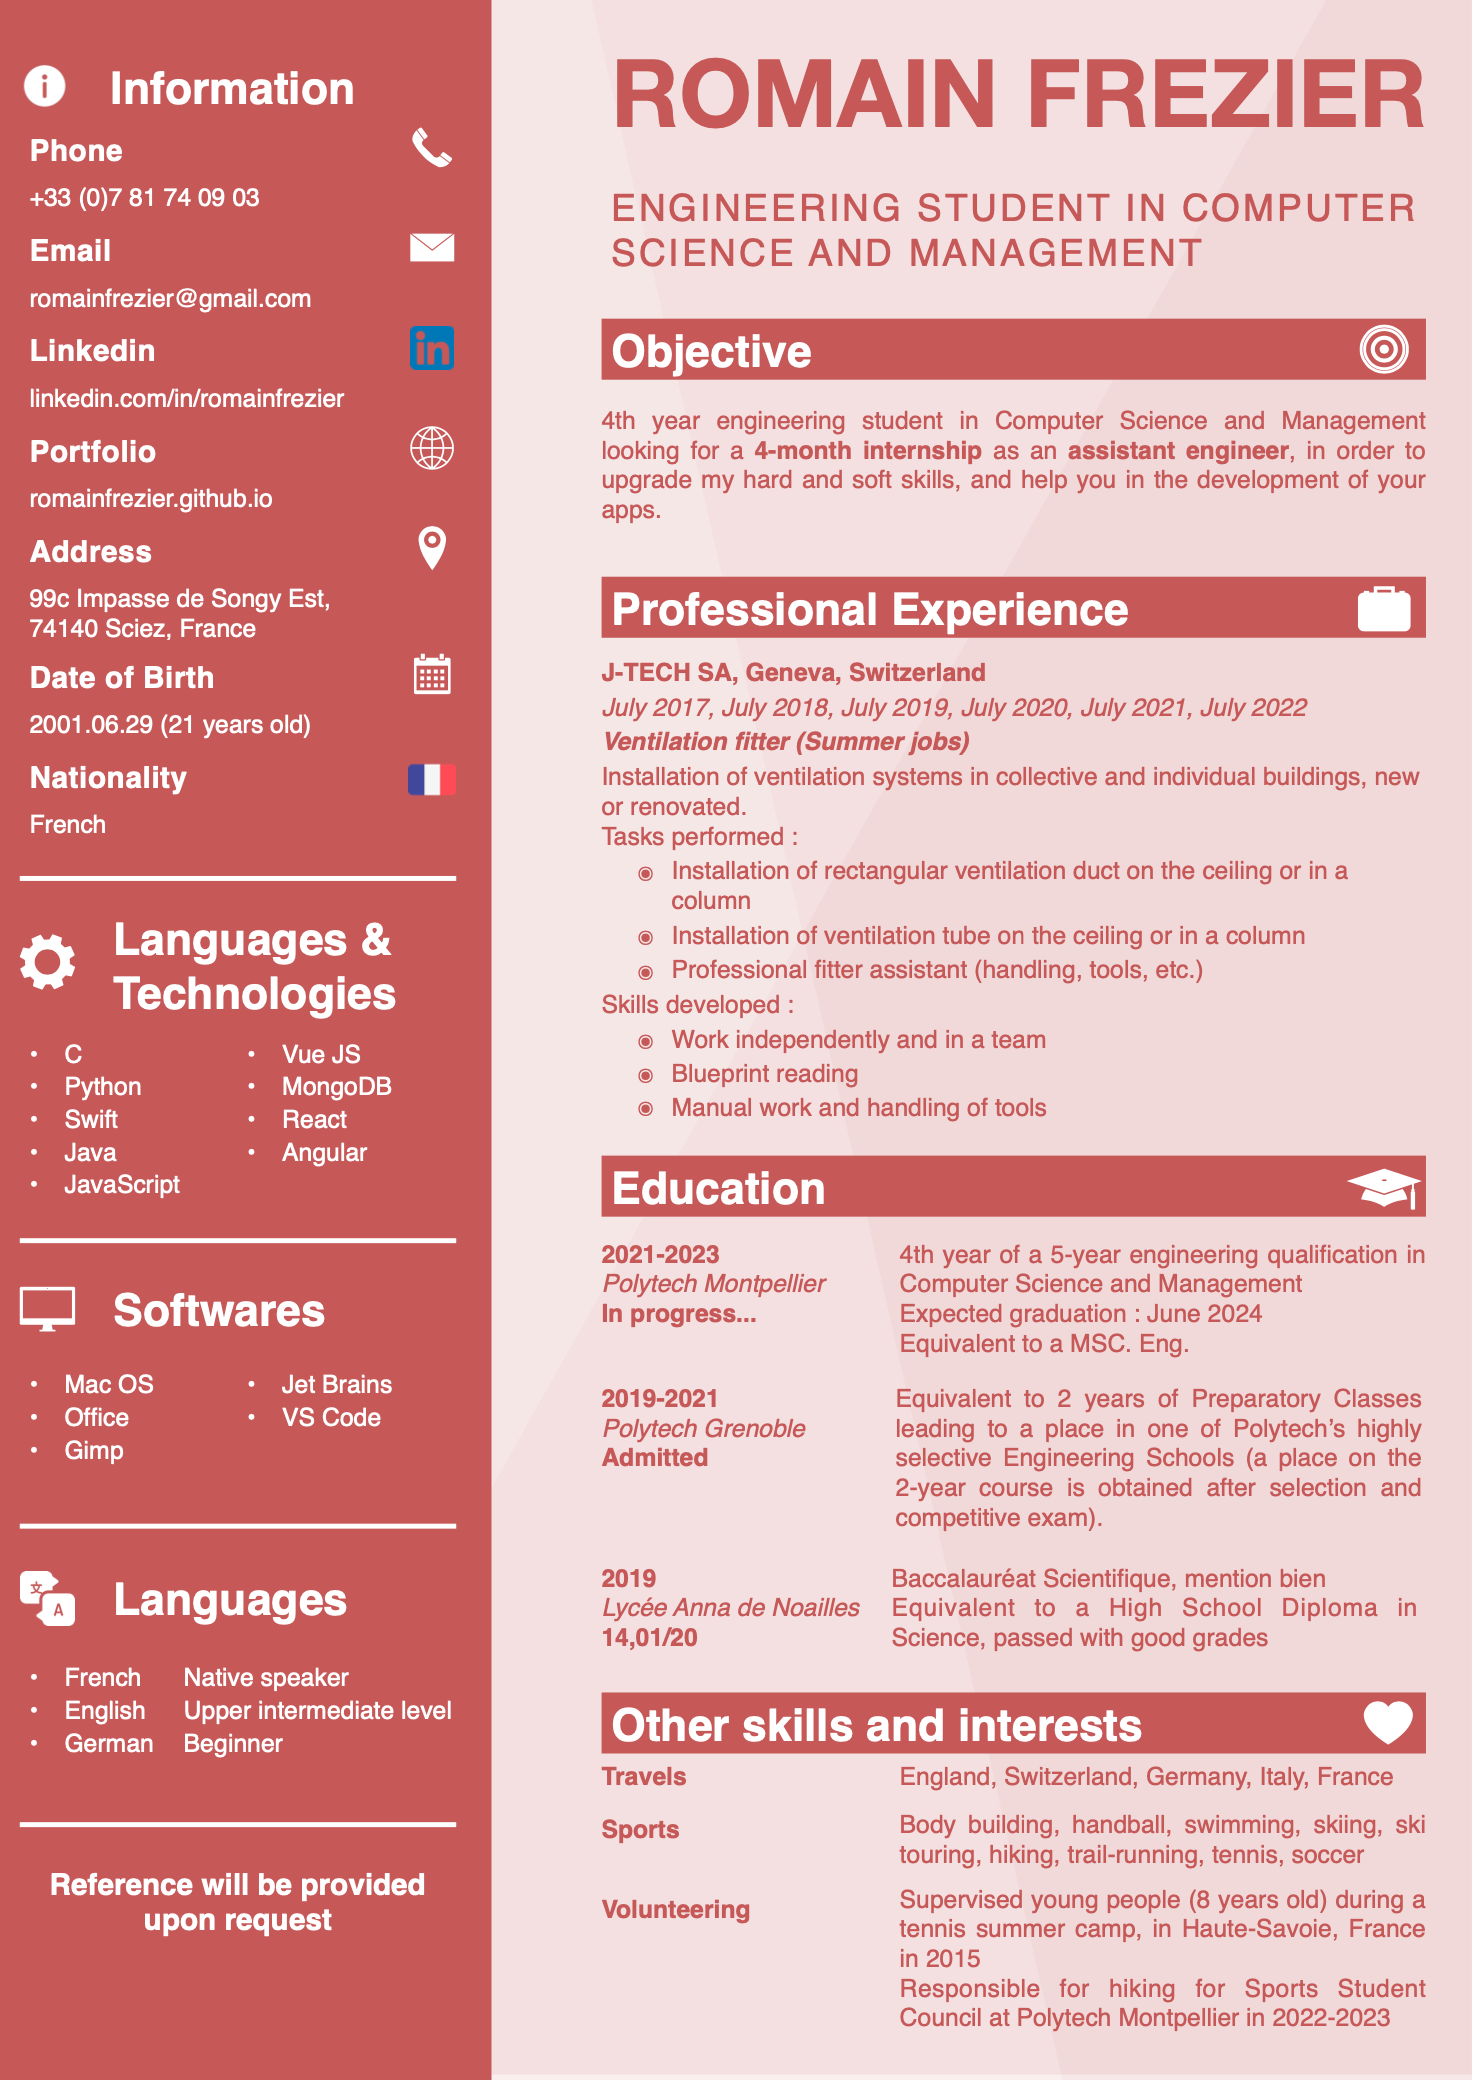 Information
Phone
+33 (0)7 81 74 09 03
Email
romainfrezier@gmail.com
Linkedin
in
linkedin.com/in/romainfrezier
Portfolio
romainfrezier.github.io
Address
99c Impasse de Songy Est,
74140 Sciez, France
Date of Birth
2001.06.29 (21 years old)
Nationality
French
Languages &
Technologies
• C
• Python
• Swift
• Java
• JavaScript
• Vue JS
• MongoDB
• React
• Angular
Softwares
• Mac OS
• Office
• Gimp
• Jet Brains
• VS Code
文
A
Languages
• French Native speaker
• English Upper intermediate level
• German Beginner
Reference will be provided
upon request
ROMAIN FREZIER
ENGINEERING STUDENT IN COMPUTER
SCIENCE AND MANAGEMENT
Objective
4th year engineering student in Computer Science and Management
looking for a 4-month internship as an assistant engineer, in order to
upgrade my hard and soft skills, and help you in the development of your
apps.
Professional Experience
J-TECH SA, Geneva, Switzerland
July 2017, July 2018, July 2019, July 2020, July 2021, July 2022
Ventilation fitter (Summer jobs)
Installation of ventilation systems in collective and individual buildings, new
or renovated.
Tasks performed :
◉ Installation of rectangular ventilation duct on the ceiling or in a
column
◉ Installation of ventilation tube on the ceiling or in a column
◉ Professional fitter assistant (handling, tools, etc.)
Skills developed :
◉ Work independently and in a team
◉ Blueprint reading
◉ Manual work and handling of tools
Education
2021-2023
Polytech Montpellier
In progress...
4th year of a 5-year engineering qualification in
Computer Science and Management
Expected graduation : June 2024
Equivalent to a MSC. Eng.
2019-2021
Polytech Grenoble
Admitted
Equivalent to 2 years of Preparatory Classes
leading to a place in one of Polytech’s highly
selective Engineering Schools (a place on the
2-year course is obtained after selection and
competitive exam).
2019
Lycée Anna de Noailles
14,01/20
Baccalauréat Scientifique, mention bien
Equivalent to a High School Diploma in
Science, passed with good grades
Other skills and interests
Travels
England, Switzerland, Germany, Italy, France
Sports
Body building, handball, swimming, skiing, ski
touring, hiking, trail-running, tennis, soccer
Volunteering
Supervised young people (8 years old) during a
tennis summer camp, in Haute-Savoie, France
in 2015
Responsible for hiking for Sports Student
Council at Polytech Montpellier in 2022-2023